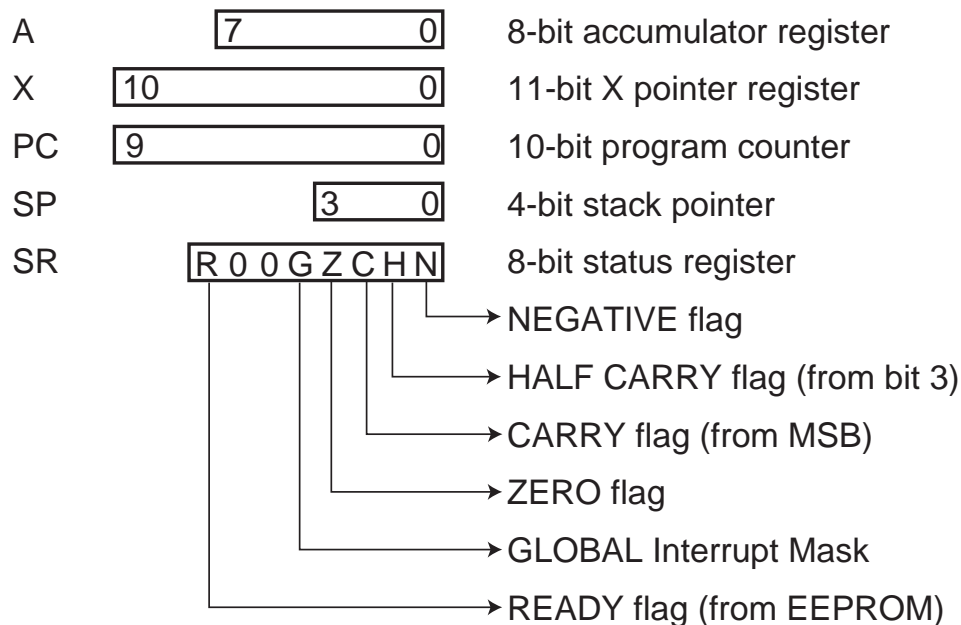 A 7 0 8-bit accumulator register
X 10 0 11-bit X pointer register
PC 9 0 10-bit program counter
SP 3 0 4-bit stack pointer
SR R 0 0 G Z C H N 8-bit status register
NEGATIVE flag
HALF CARRY flag (from bit 3)
CARRY flag (from MSB)
ZERO flag
GLOBAL Interrupt Mask
READY flag (from EEPROM)